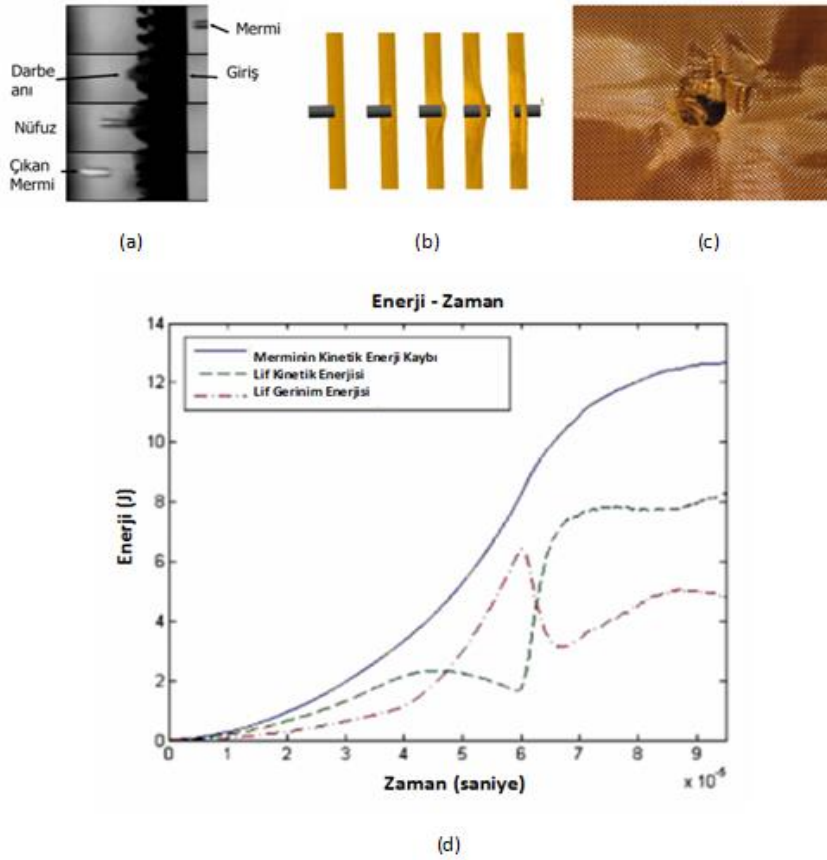 Mermi
Darbe
anı
Giriş
Nüfuz
Çıkan
Mermi
(a)
(b)
(c)
Enerji - Zaman
Merminin Kinetik Enerji Kaybı
Lif Kinetik Enerjisi
Lif Gerinim Enerjisi
Enerji (J)
14
12
10
8
6
4
2
0
0 1 2 3 4 5 6 7 8 9
Zaman (saniye)
(d)